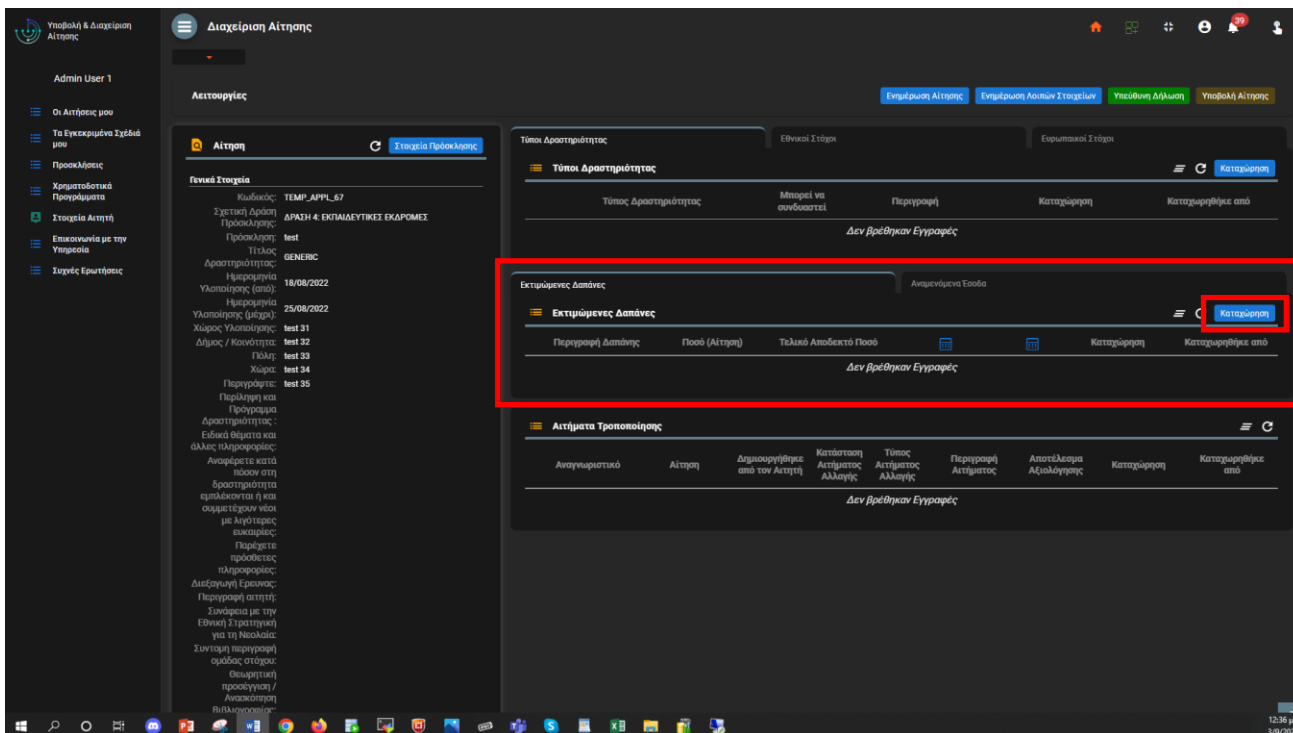 Υποβολή & Διαχείριση
Αίτησης
Διαχείριση Αίτησης
39
Admin User 1
Οι Αιτήσεις μου
Τα Εγκεκριμένα Σχέδιά
μου
Προσκλήσεις
Χρηματοδοτικά
Προγράμματα
Στοιχεία Αιτητή
Επικοινωνία με την
Υπηρεσία
Συχνές Ερωτήσεις
Λειτουργίες
Ενημέρωση Αίτησης
Ενημέρωση Λοιπών Στοιχείων
Υπεύθυνη Δήλωση
Υποβολή Αίτησης
Αίτηση
Στοιχεία Πρόσκλησης
Γενικά Στοιχεία
Κωδικός: TEMP_APPL_67
Σχετική Δράση
Πρόσκλησης: ΔΡΑΣΗ 4: ΕΚΠΑΙΔΕΥΤΙΚΕΣ ΕΚΔΡΟΜΕΣ
Πρόσκληση: test
Τίτλος
Δραστηριότητας: GENERIC
Ημερομηνία
Υλοποίησης (από): 18/08/2022
Ημερομηνία
Υλοποίησης (μέχρι): 25/08/2022
Χώρος Υλοποίησης: test 31
Δήμος / Κοινότητα: test 32
Πόλη: test 33
Χώρα: test 34
Περιγράψτε: test 35
Περίληψη και
Πρόγραμμα
Δραστηριότητας :
Ειδικά θέματα και
άλλες πληροφορίες:
Αναφέρετε κατά
πόσον στη
δραστηριότητα
εμπλέκονται ή και
συμμετέχουν νέοι
με λιγότερες
ευκαιρίες:
Παρέχετε
πρόσθετες
πληροφορίες:
Διεξαγωγή Ερευνας:
Περιγραφή αιτητή:
Συνάφεια με την
Εθνική Στρατηγική
για τη Νεολαία:
Συντομη περιγραφή
ομάδας στόχου:
Θεωρητική
προσέγγιση /
Ανασκόπηση
Βιβλιογραφίας:
Τύποι Δραστηριότητας
Εθνικοί Στόχοι
Ευρωπαικοί Στόχοι
Τύποι Δραστηριότητας
Καταχώρηση
Τύπος Δραστηριότητας
Μπορεί να
συνδυαστεί
Περιγραφή
Καταχώρηση
Καταχωρηθήκε από
Δεν βρέθηκαν Εγγραφές
Εκτιμώμενες Δαπάνες
Αναμενόμενα Έσοδα
Εκτιμώμενες Δαπάνες
Καταχώρηση
Περιγραφή Δαπάνης
Ποσό (Αίτηση)
Τελικό Αποδεκτό Ποσό
Καταχώρηση
Καταχωρηθήκε από
Δεν βρέθηκαν Εγγραφές
Αιτήματα Τροποποίησης
Αναγνωριστικό
Αίτηση
Δημιουργήθηκε
από τον Αιτητή
Κατάσταση
Αιτήματος
Αλλαγής
Τύπος
Αιτήματος
Αλλαγής
Περιγραφή
Αιτήματος
Αποτέλεσμα
Αξιολόγησης
Καταχώρηση
Καταχωρηθήκε
από
Δεν βρέθηκαν Εγγραφές
12:36 μ